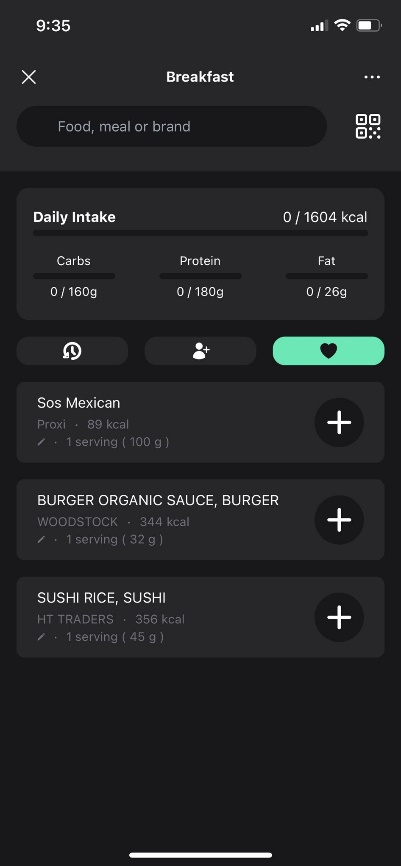 9:35
Breakfast
Food, meal or brand
Daily Intake 0 / 1604 kcal
Carbs Protein Fat
0 / 160g 0 / 180g 0 / 26g
Sos Mexican
Proxi · 89 kcal
· 1 serving ( 100 g )
BURGER ORGANIC SAUCE, BURGER
WOODSTOCK · 344 kcal
· 1 serving ( 32 g )
SUSHI RICE, SUSHI
HT TRADERS · 356 kcal
· 1 serving ( 45 g )